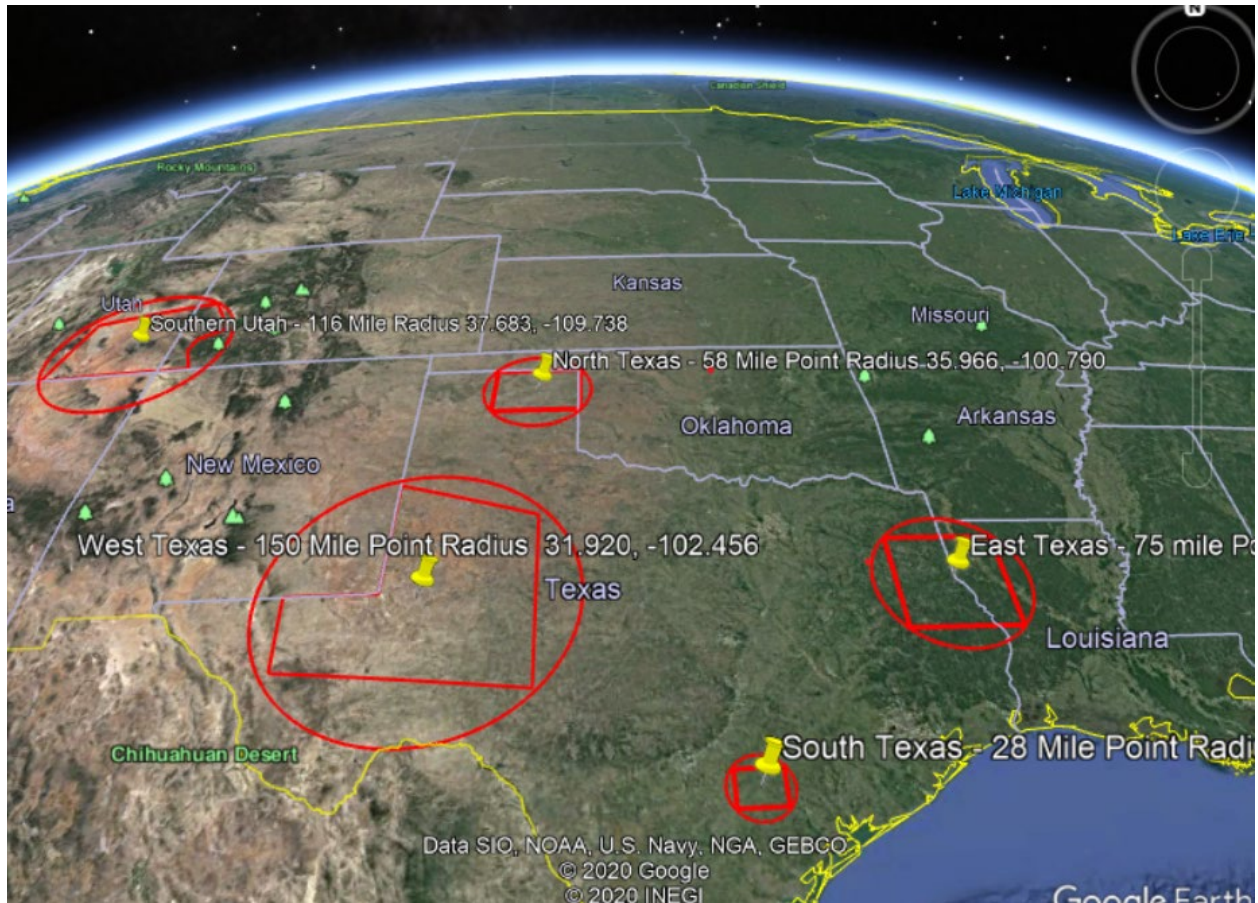 N
Canadian Shield
Rocky Mountains
Lake Michigan
Lake Erie
Kansas
Utah
Southern Utah - 116 Mile Radius 37.683, -109.738
Missouri
North Texas - 58 Mile Point Radius 35.966, -100.790
Arkansas
Oklahoma
New Mexico
a
West Texas - 150 Mile Point Radius 31.920, -102.456
East Texas - 75 mile Po
Texas
Louisiana
Chihuahuan Desert
South Texas - 28 Mile Point Radi
Data SIO, NOAA, U.S. Navy, NGA, GEBCO
© 2020 Google
© 2020 INEGI
Google Earth